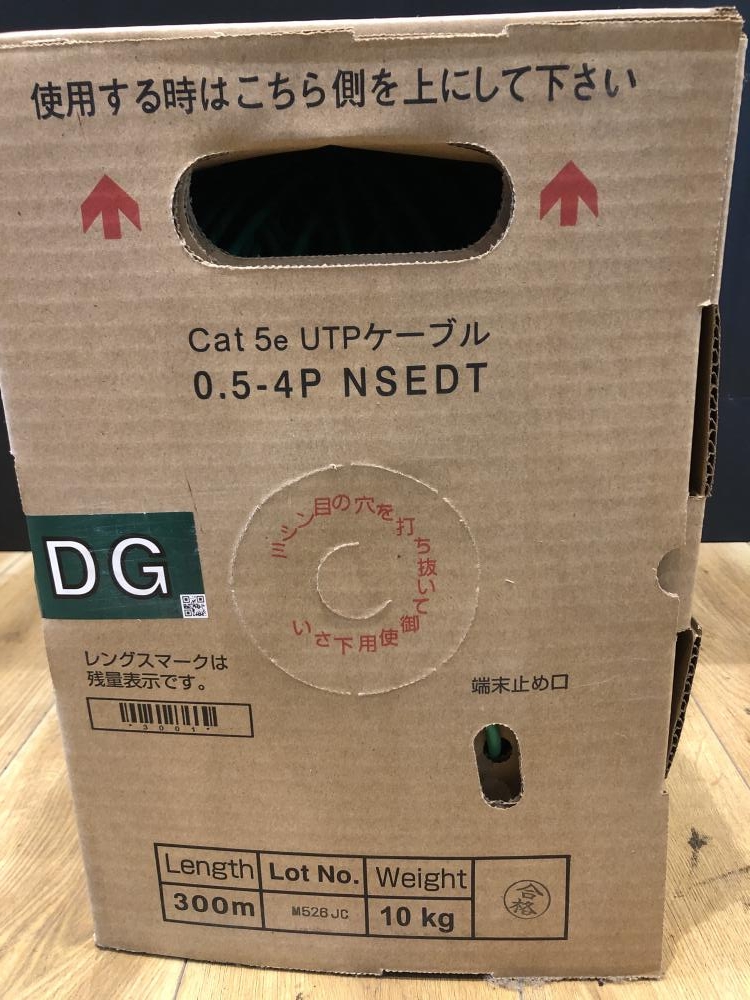 使用する時はこちら側を上にして下さい
Cat 5e UTPケーブル
0.5-4P NSEDT
ミシン目の穴を打ち抜いて御使用下さい
DG
レングスマークは
残量表示です。
*3001*
端末止め口
Length Lot No. Weight
300m M526JC 10 kg
合格